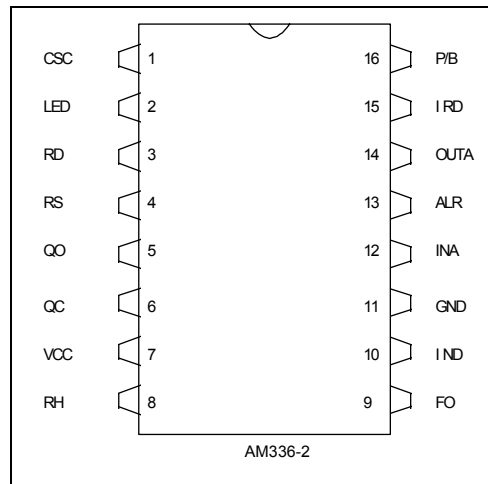 CSC 1 16 P/B
LED 2 15 IRD
RD 3 14 OUTA
RS 4 13 ALR
QO 5 12 INA
QC 6 11 GND
VCC 7 10 IND
RH 8 9 FO
AM336-2